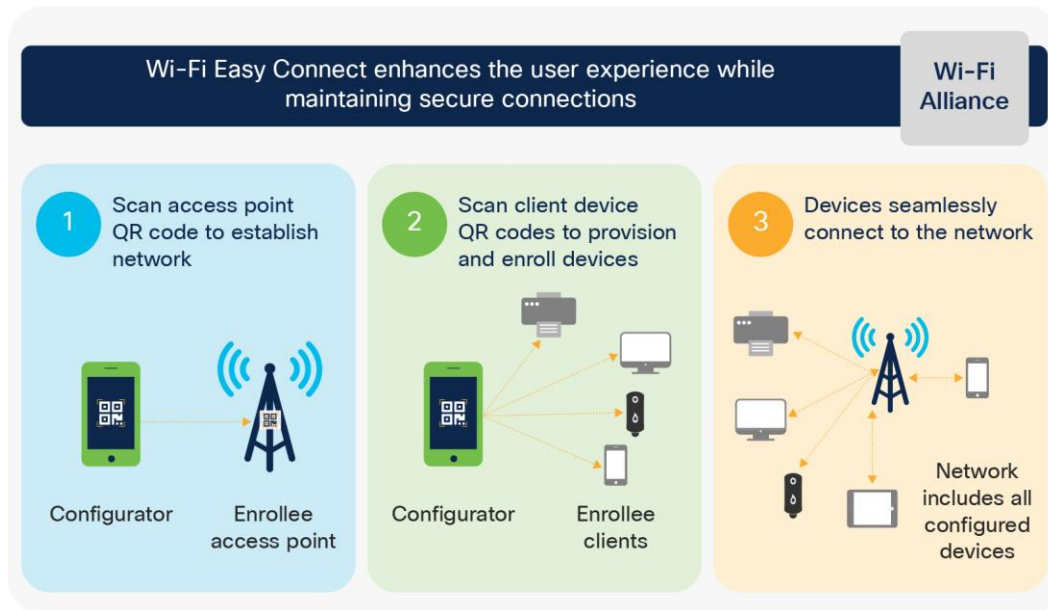 Wi-Fi Easy Connect enhances the user experience while
maintaining secure connections
Wi-Fi
Alliance
1
Scan access point
QR code to establish
network
Configurator
Enrollee
access point
2
Scan client device
QR codes to provision
and enroll devices
Configurator
Enrollee
clients
3
Devices seamlessly
connect to the network
Network
includes all
configured
devices